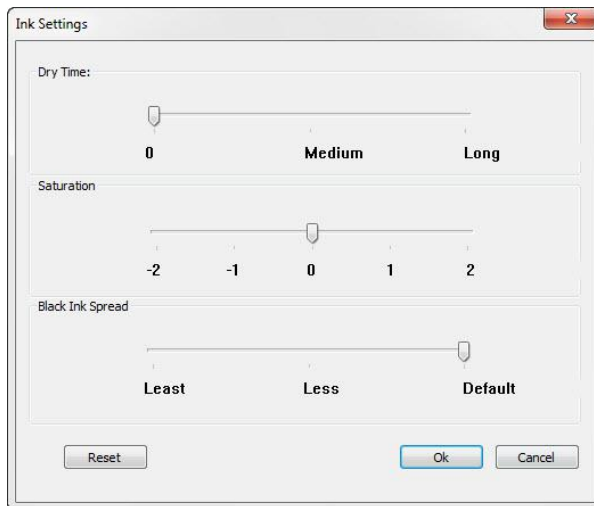 Ink Settings
Dry Time:
0 Medium Long
Saturation
-2 -1 0 1 2
Black Ink Spread
Least Less Default
Reset Ok Cancel